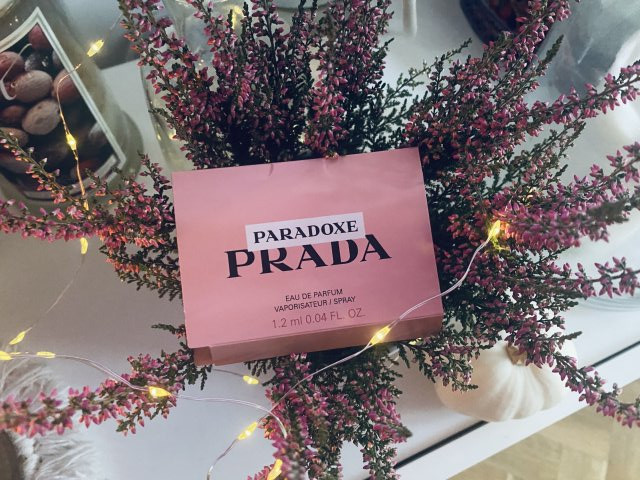 PARADOXE
PRADA
EAU DE PARFUM
VAPORISATEUR / SPRAY
1.2 ml 0.04 FL. OZ.